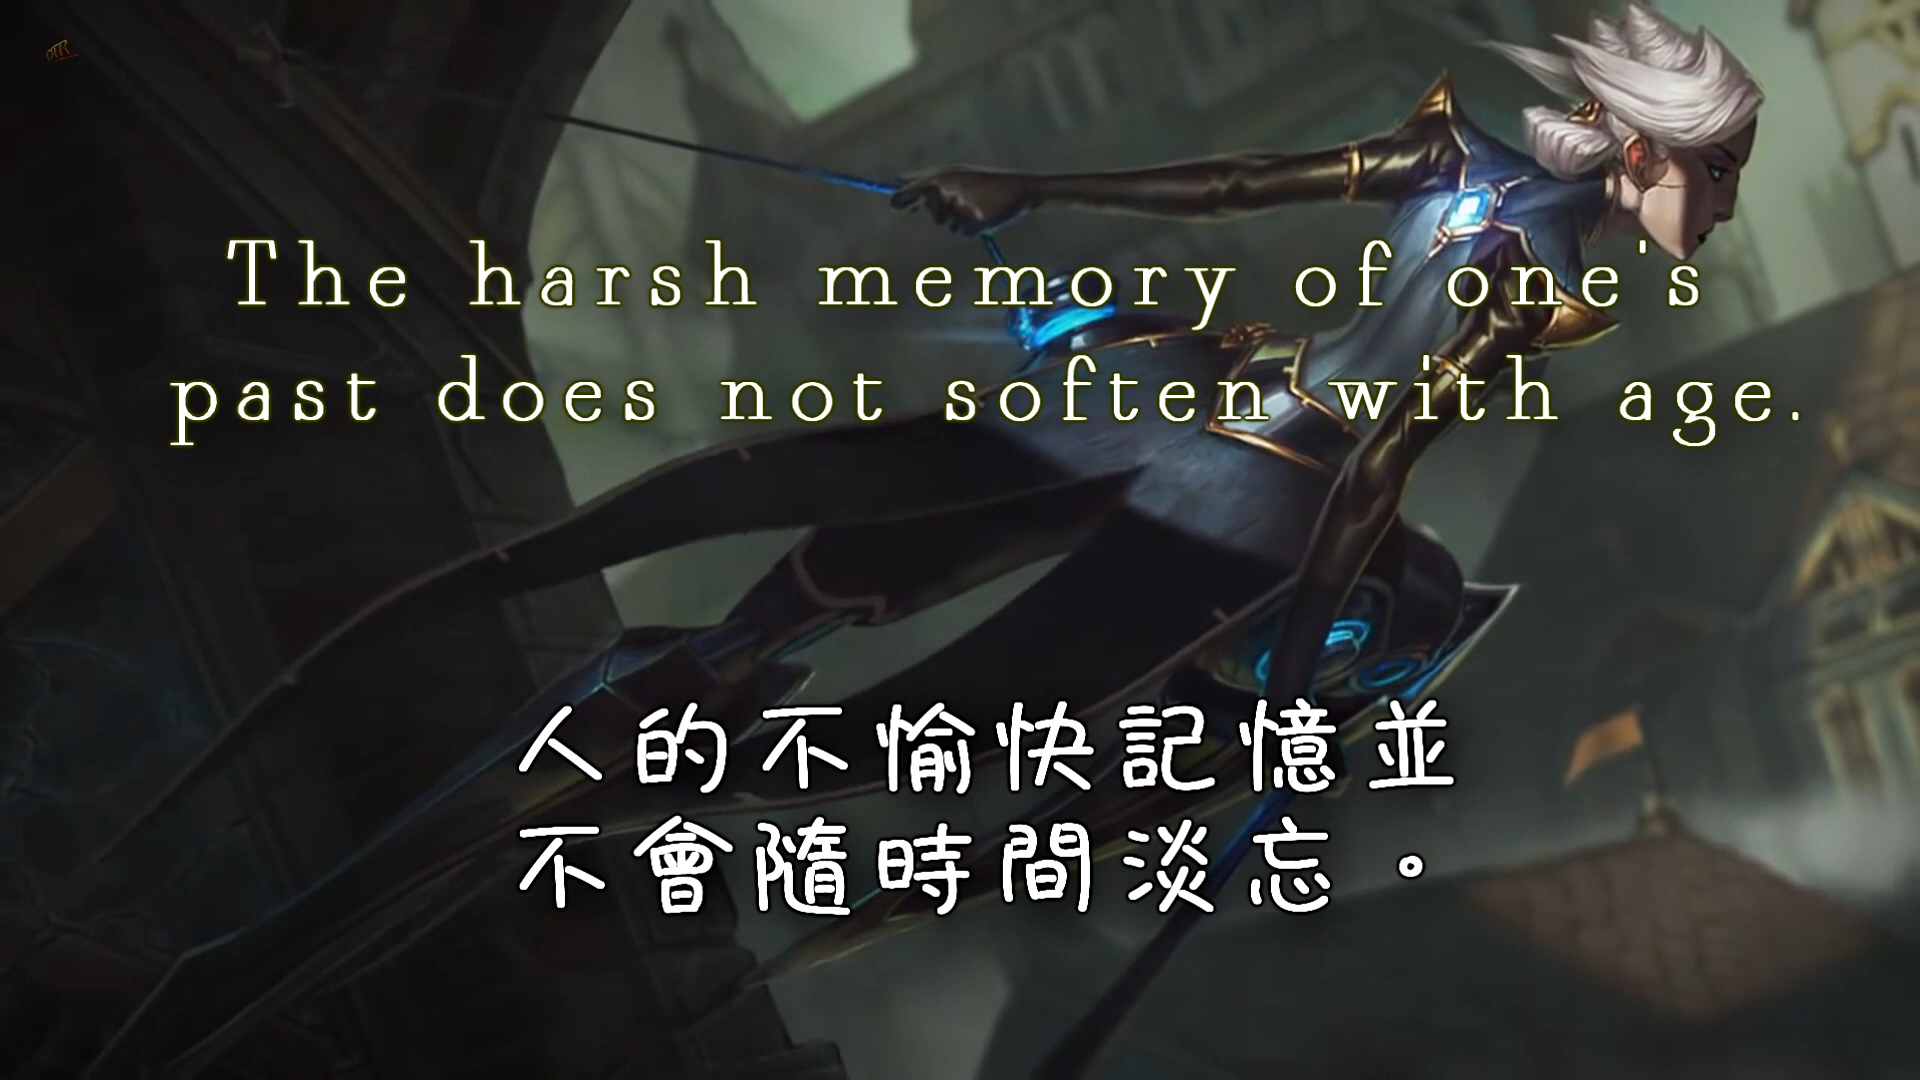 The harsh memory of one's
past does not soften with age.
人的不愉快記憶並
不會隨時間淡忘。